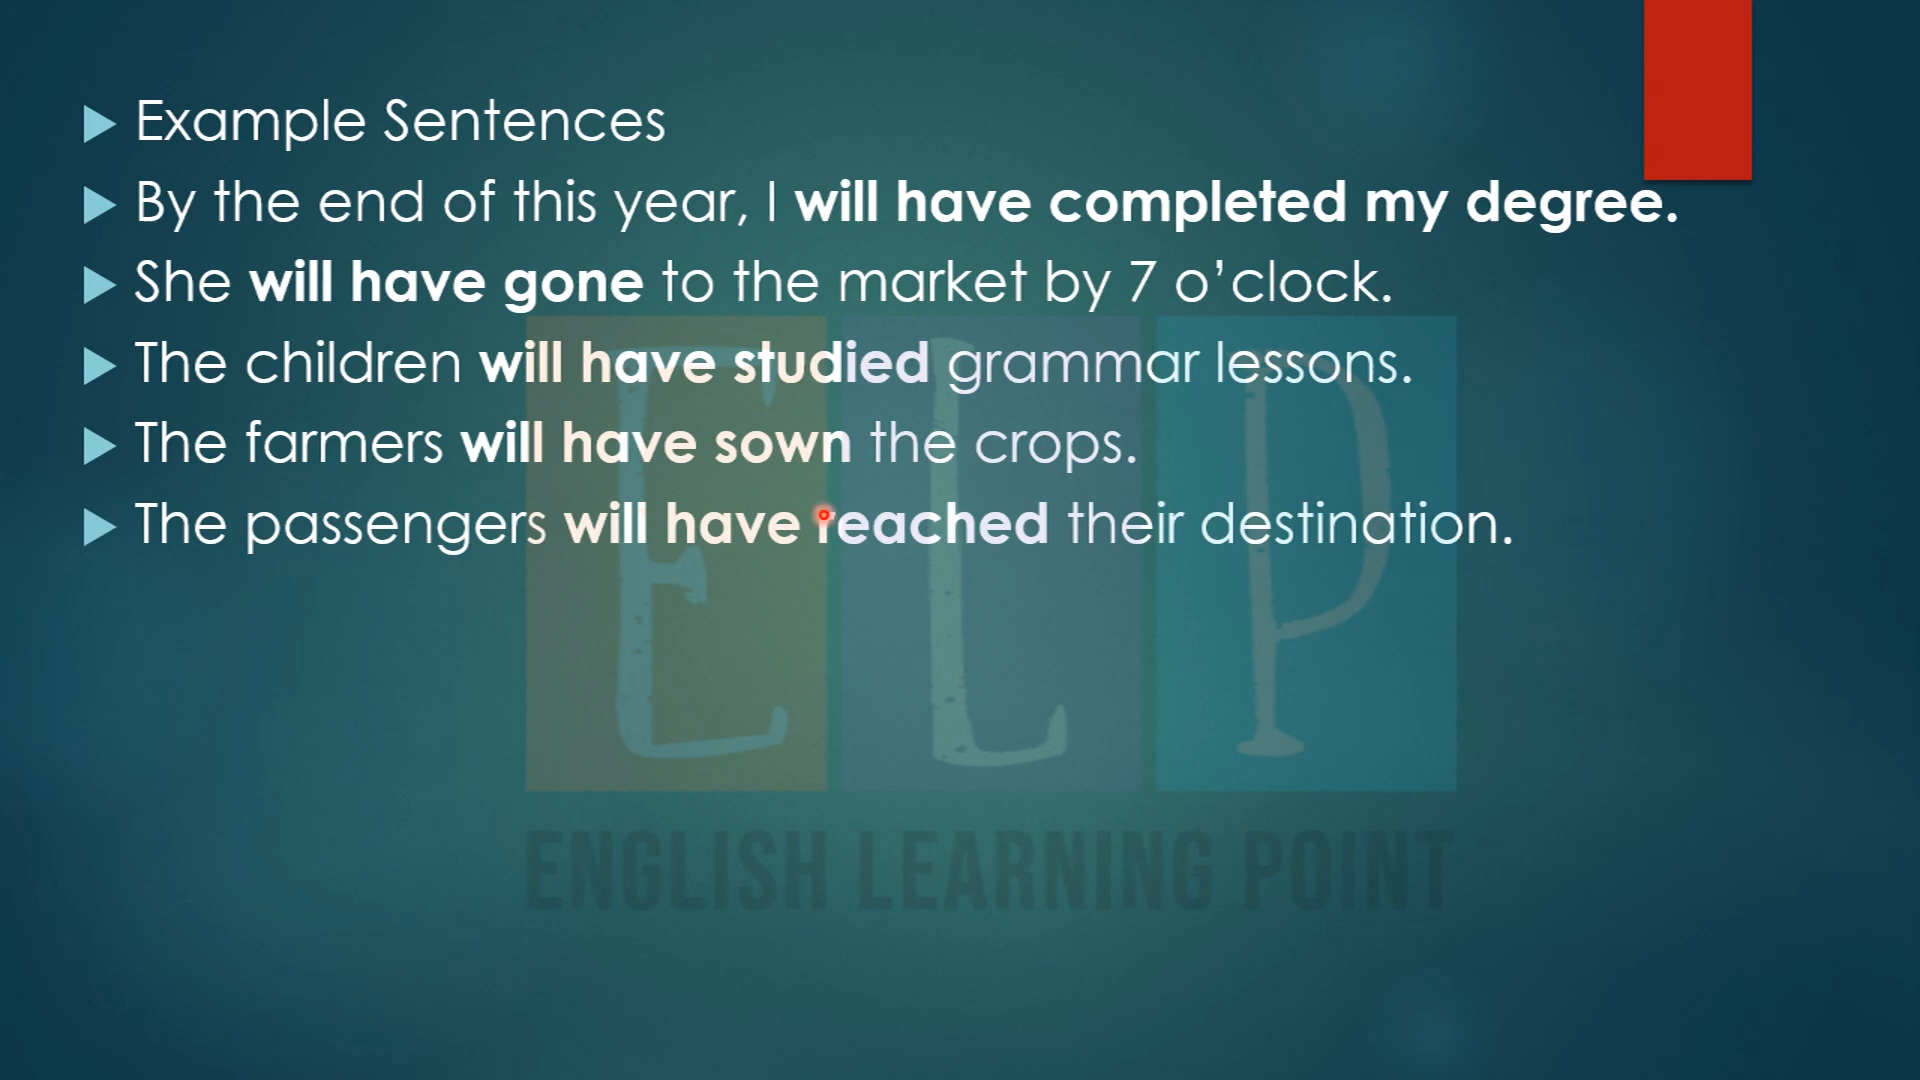 Example Sentences
By the end of this year, I will have completed my degree.
She will have gone to the market by 7 o’clock.
The children will have studied grammar lessons.
The farmers will have sown the crops.
The passengers will have reached their destination.
ELP
ENGLISH LEARNING POINT